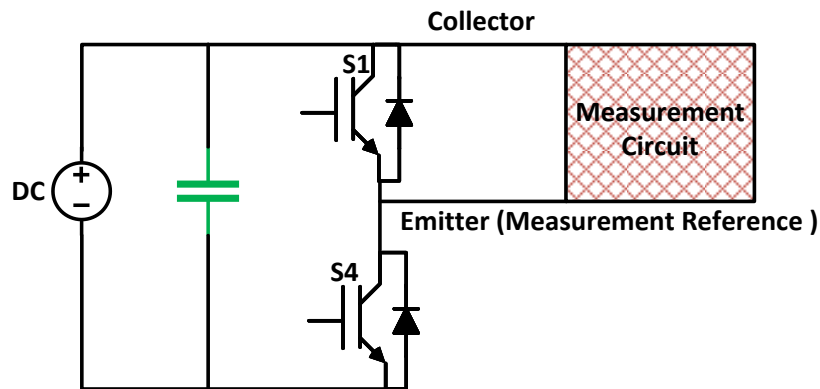 Collector
S1
Measurement
Circuit
DC
+
−
Emitter (Measurement Reference )
S4